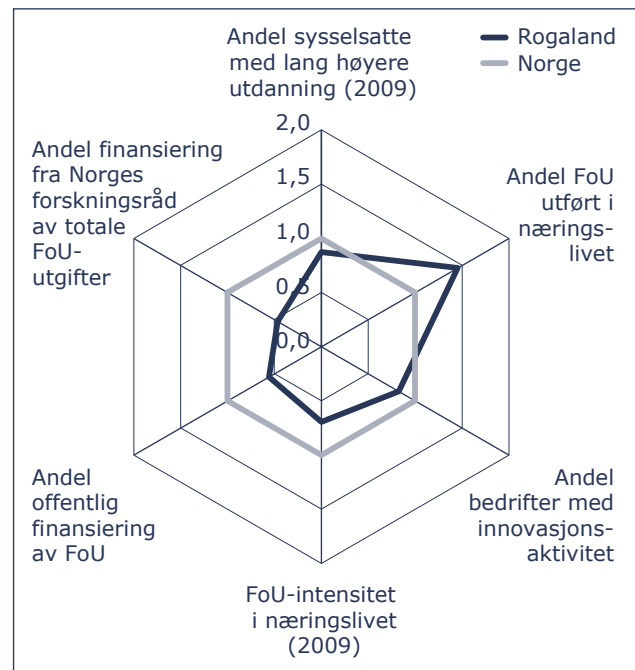 Andel sysselsatte
med lang høyere
utdanning (2009)
Rogaland
Norge
2,0
1,5
1,0
0,5
0,0
Andel FoU
utført i
nærings-
livet
Andel
bedrifter med
innovasjons-
aktivitet
FoU-intensitet
i næringslivet
(2009)
Andel
offentlig
finansiering
av FoU
Andel finansiering
fra Norges
forskningsråd
av totale
FoU-
utgifter